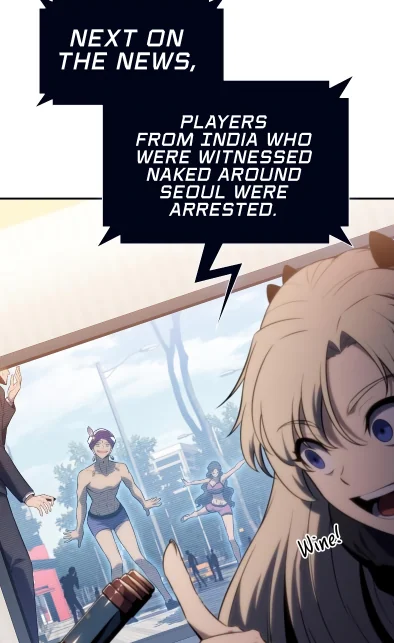 NEXT ON
THE NEWS,
PLAYERS
FROM INDIA WHO
WERE WITNESSED
NAKED AROUND
SEOUL WERE
ARRESTED.
Wine!